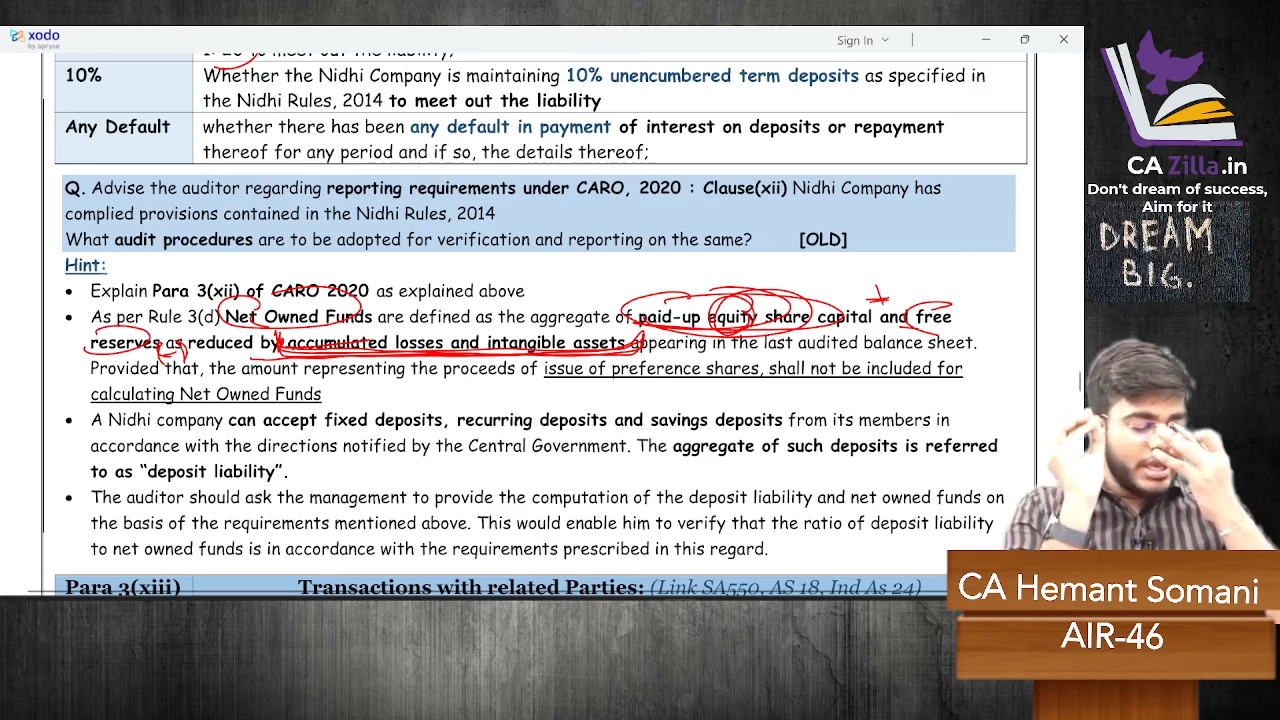 xodo
by apryse
Sign In
1: 20 to meet out the liability;
10% Whether the Nidhi Company is maintaining 10% unencumbered term deposits as specified in
the Nidhi Rules, 2014 to meet out the liability
Any Default whether there has been any default in payment of interest on deposits or repayment
thereof for any period and if so, the details thereof;
Q. Advise the auditor regarding reporting requirements under CARO, 2020 : Clause(xii) Nidhi Company has
complied provisions contained in the Nidhi Rules, 2014
What audit procedures are to be adopted for verification and reporting on the same? [OLD]
Hint:
• Explain Para 3(xii) of CARO 2020 as explained above
• As per Rule 3(d) Net Owned Funds are defined as the aggregate of paid-up equity share capital and free
reserves as reduced by accumulated losses and intangible assets appearing in the last audited balance sheet.
Provided that, the amount representing the proceeds of issue of preference shares, shall not be included for
calculating Net Owned Funds
• A Nidhi company can accept fixed deposits, recurring deposits and savings deposits from its members in
accordance with the directions notified by the Central Government. The aggregate of such deposits is referred
to as “deposit liability”.
• The auditor should ask the management to provide the computation of the deposit liability and net owned funds on
the basis of the requirements mentioned above. This would enable him to verify that the ratio of deposit liability
to net owned funds is in accordance with the requirements prescribed in this regard.
Para 3(xiii) Transactions with related Parties: (Link SA550, AS 18, Ind As 24)
+
(-)
CA Zilla.in
Don't dream of success,
Aim for it
DREAM
BIG.
CA Hemant Somani
AIR-46